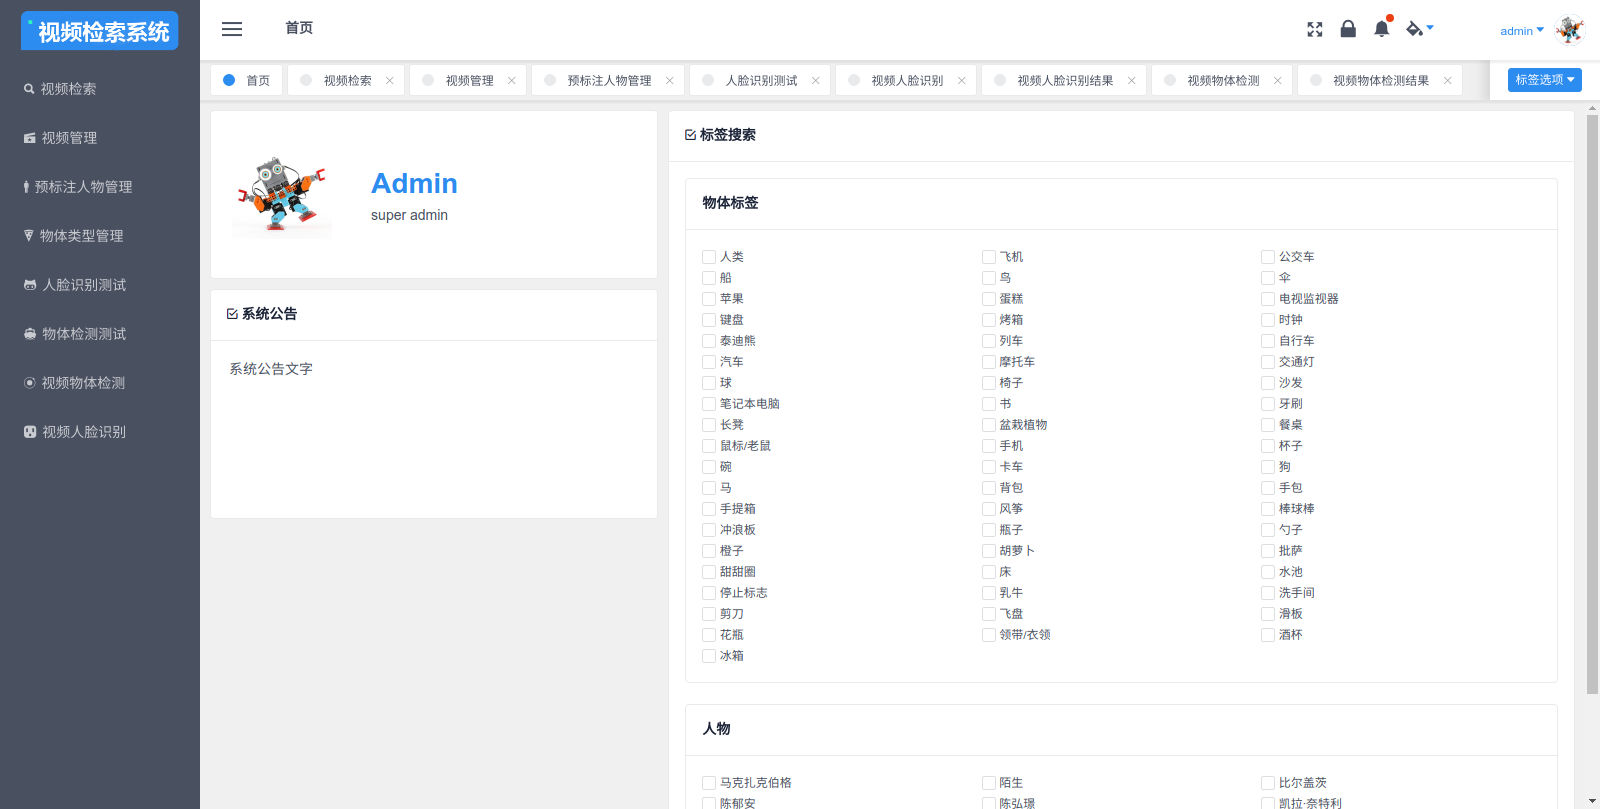 视频检索系统
首页
admin
视频检索
视频管理
预标注人物管理
物体类型管理
人脸识别测试
物体检测测试
视频物体检测
视频人脸识别
首页 视频检索 视频管理 预标注人物管理 人脸识别测试 视频人脸识别 视频人脸识别结果 视频物体检测 视频物体检测结果 标签选项
Admin
super admin
系统公告
系统公告文字
标签搜索
物体标签
人类 飞机 公交车
船 鸟 伞
苹果 蛋糕 电视监视器
键盘 烤箱 时钟
泰迪熊 列车 自行车
汽车 摩托车 交通灯
球 椅子 沙发
笔记本电脑 书 牙刷
长凳 盆栽植物 餐桌
鼠标/老鼠 手机 杯子
碗 卡车 狗
马 背包 手包
手提箱 风筝 棒球棒
冲浪板 瓶子 勺子
橙子 胡萝卜 批萨
甜甜圈 床 水池
停止标志 乳牛 洗手间
剪刀 飞盘 滑板
花瓶 领带/衣领 酒杯
冰箱
人物
马克扎克伯格 陌生 比尔盖茨
陈郁安 陈弘璟 凯拉·奈特利